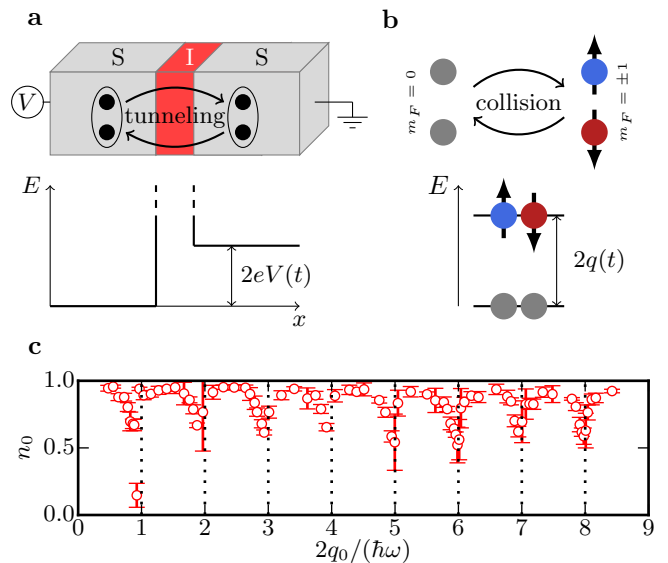 a
S I S
V
tunneling
E
2eV(t)
x
b
m_F = 0
collision
m_F = ±1
E
2q(t)
c
n_0
1.0
0.5
0.0
0 1 2 3 4 5 6 7 8 9
2q_0/(ħω)